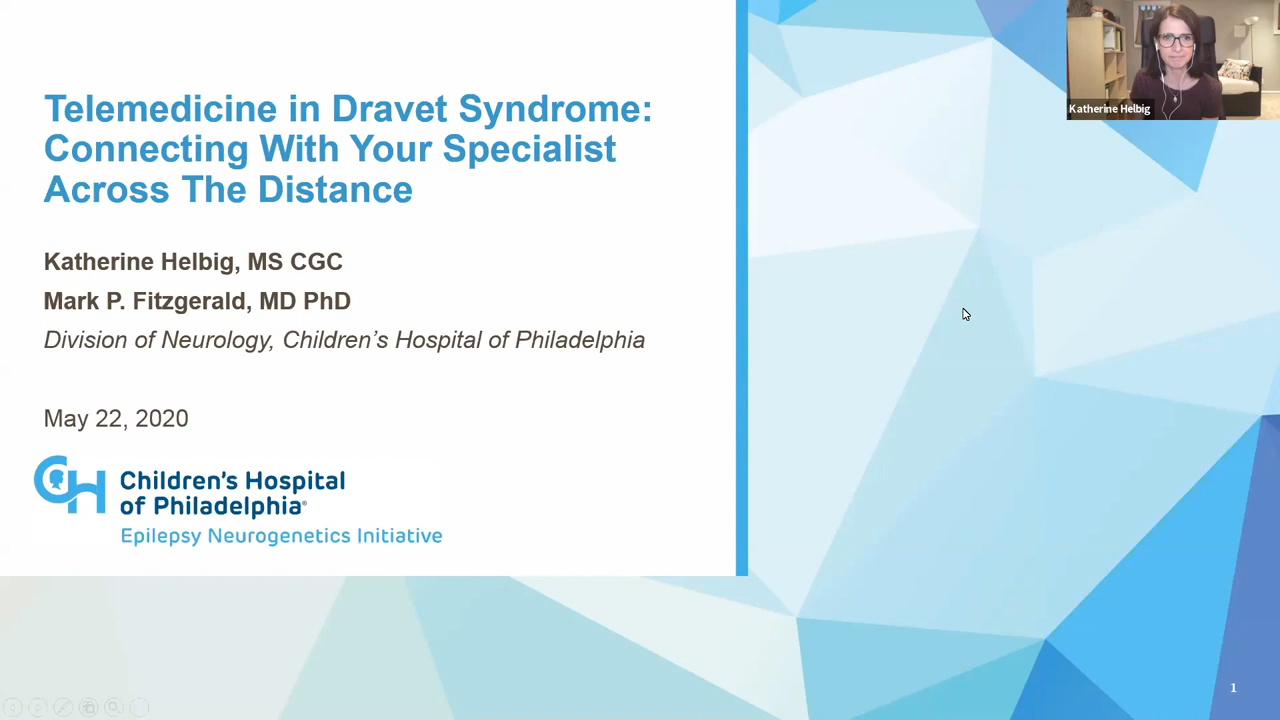 Telemedicine in Dravet Syndrome:
Connecting With Your Specialist
Across The Distance
Katherine Helbig, MS CGC
Mark P. Fitzgerald, MD PhD
Division of Neurology, Children's Hospital of Philadelphia
May 22, 2020
CH
Children's Hospital
of Philadelphia®
Epilepsy Neurogenetics Initiative
Katherine Helbig
1